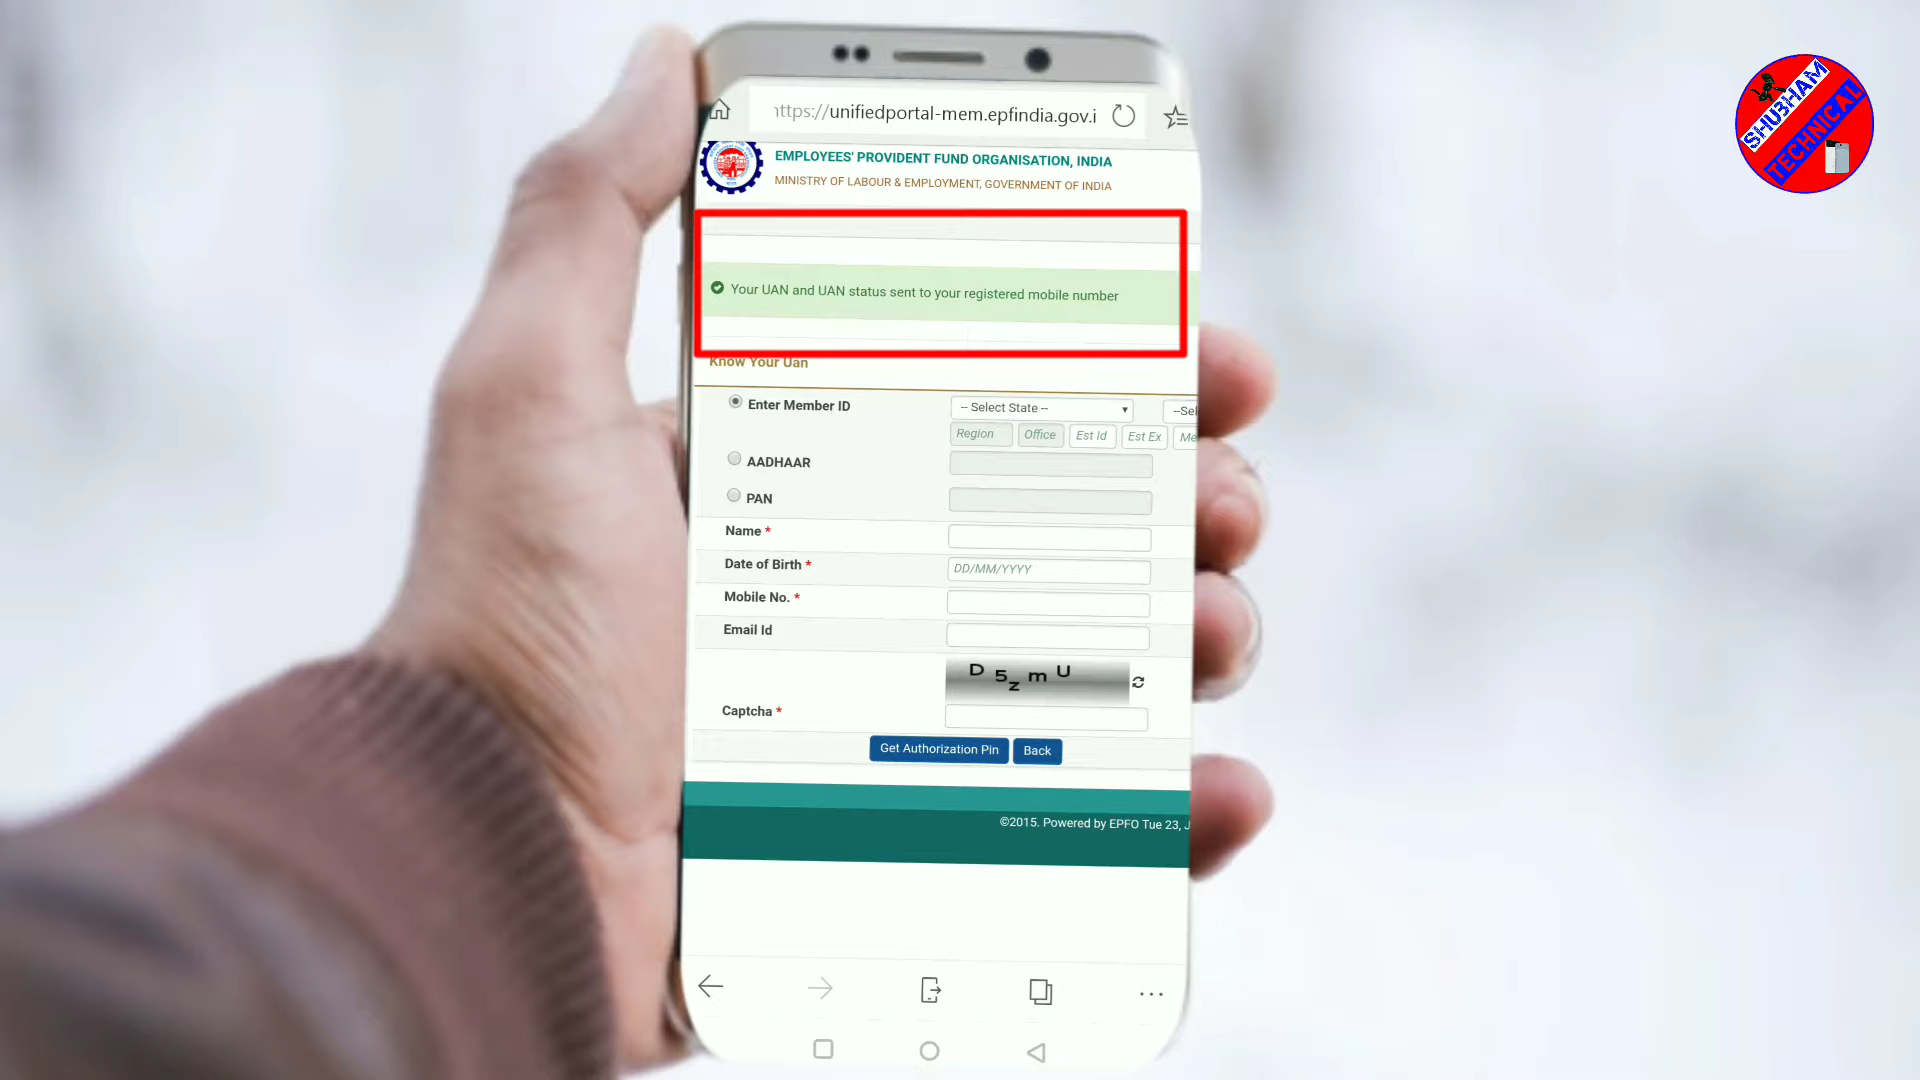 ttps://unifiedportal-mem.epfindia.gov.i
EMPLOYEES' PROVIDENT FUND ORGANISATION, INDIA
MINISTRY OF LABOUR & EMPLOYMENT, GOVERNMENT OF INDIA
SHUBHAM
TECHNICAL
Your UAN and UAN status sent to your registered mobile number
Know Your Uan
Enter Member ID
-- Select State --
--Sel
Region
Office
Est Id
Est Ex
Me
AADHAAR
PAN
Name *
Date of Birth *
DD/MM/YYYY
Mobile No. *
Email Id
D 5 z m U
Captcha *
Get Authorization Pin
Back
©2015. Powered by EPFO Tue 23, J